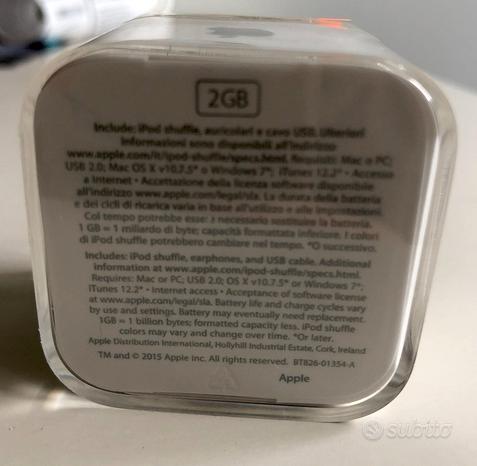 2GB
Include: iPod shuffle, auricolari e cavo USB. Ulteriori
informazioni sono disponibili all'indirizzo
www.apple.com/it/ipod-shuffle/specs.html. Requisiti: Mac o PC;
USB 2.0; Mac OS X v10.7.5* o Windows 7*; iTunes 12.2* • Accesso
a Internet • Accettazione della licenza software disponibile
all'indirizzo www.apple.com/legal/sla. La durata della batteria
e dei cicli di ricarica varia in base all'utilizzo e alle impostazioni.
Col tempo potrebbe essere necessario sostituire la batteria.
1 GB = 1 miliardo di byte; capacità formattata inferiore. I colori
di iPod shuffle potrebbero cambiare nel tempo. *O successivo.
Includes: iPod shuffle, earphones, and USB cable. Additional
information at www.apple.com/ipod-shuffle/specs.html.
Requires: Mac or PC; USB 2.0; OS X v10.7.5* or Windows 7*;
iTunes 12.2* • Internet access • Acceptance of software license
at www.apple.com/legal/sla. Battery life and charge cycles vary
by use and settings. Battery may eventually need replacement.
1GB = 1 billion bytes; formatted capacity less. iPod shuffle
colors may vary and change over time. *Or later.
Apple Distribution International, Hollyhill Industrial Estate, Cork, Ireland
TM and © 2015 Apple Inc. All rights reserved. BT826-01354-A
Apple
subito